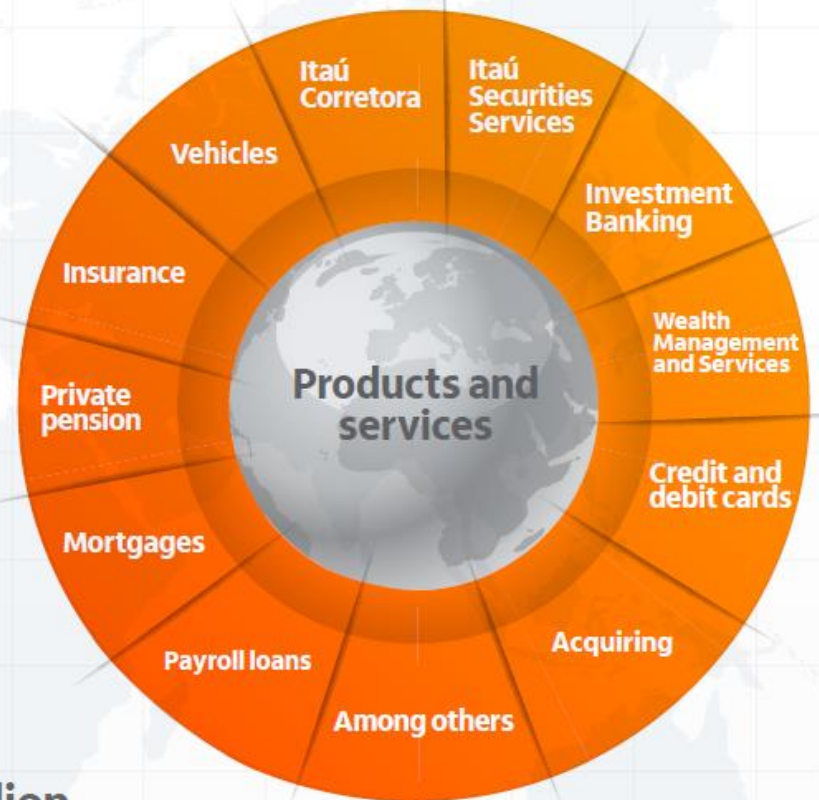 Itaú
Corretora
Itaú
Securities
Services
Investment
Banking
Wealth
Management
and Services
Credit and
debit cards
Acquiring
Among others
Payroll loans
Mortgages
Private
pension
Insurance
Vehicles
Products and
services